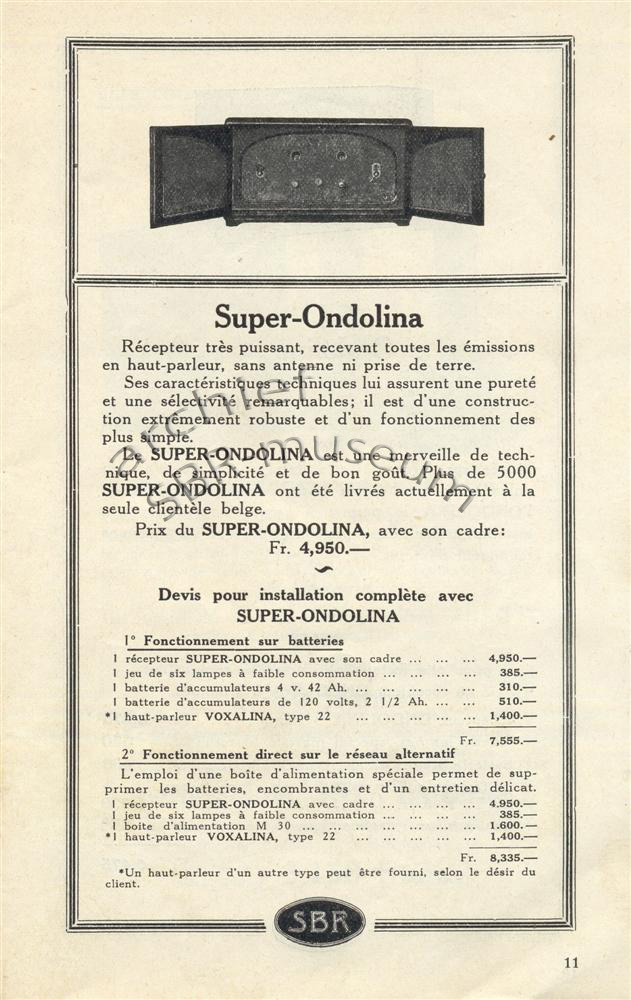 Super-Ondolina
Récepteur très puissant, recevant toutes les émissions
en haut-parleur, sans antenne ni prise de terre.
Ses caractéristiques techniques lui assurent une pureté
et une sélectivité remarquables; il est d'une construc-
tion extrêmement robuste et d'un fonctionnement des
plus simple.
Le SUPER-ONDOLINA est une merveille de tech-
nique, de simplicité et de bon goût. Plus de 5000
SUPER-ONDOLINA ont été livrés actuellement à la
seule clientèle belge.
Prix du SUPER-ONDOLINA, avec son cadre:
Fr. 4,950.—
Devis pour installation complète avec
SUPER-ONDOLINA
1° Fonctionnement sur batteries
1 récepteur SUPER-ONDOLINA avec son cadre ... ... ... 4,950.—
1 jeu de six lampes à faible consommation ... ... ... ... 385.—
1 batterie d'accumulateurs 4 v. 42 Ah. ... ... ... ... ... 310.—
1 batterie d'accumulateurs de 120 volts, 2 1/2 Ah. ... ... 510.—
*1 haut-parleur VOXALINA, type 22 ... ... ... ... ... 1,400.—
Fr. 7,555.—
2° Fonctionnement direct sur le réseau alternatif
L'emploi d'une boîte d'alimentation spéciale permet de sup-
primer les batteries, encombrantes et d'un entretien délicat.
1 récepteur SUPER-ONDOLINA avec cadre ... ... ... ... 4.950.—
1 jeu de six lampes à faible consommation ... ... ... ... 385.—
1 boite d'alimentation M 30 ... ... ... ... ... ... ... 1.600.—
*1 haut-parleur VOXALINA, type 22 ... ... ... ... ... 1,400.—
Fr. 8,335.—
*Un haut-parleur d'un autre type peut être fourni, selon le désir du
client.
SBR
11
archief
SBR museum